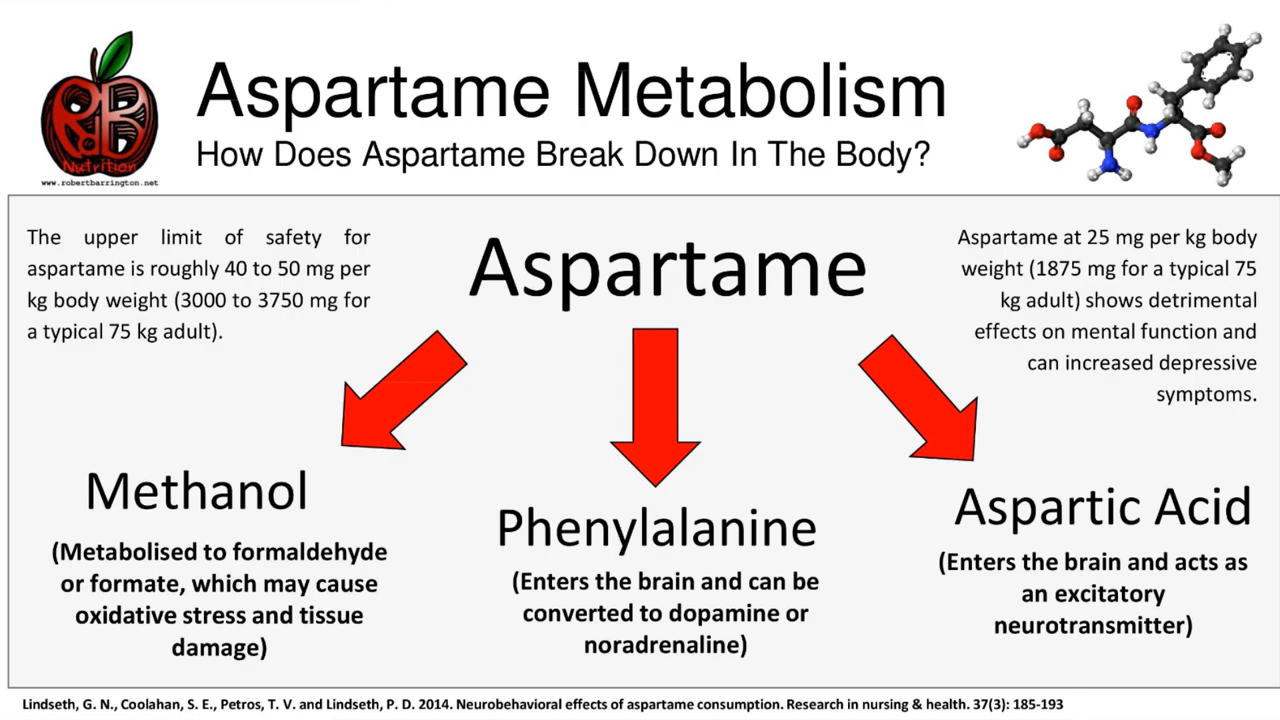 RdB
Nutrition
www.robertbarrington.net
Aspartame Metabolism
How Does Aspartame Break Down In The Body?
The upper limit of safety for
aspartame is roughly 40 to 50 mg per
kg body weight (3000 to 3750 mg for
a typical 75 kg adult).
Aspartame
Aspartame at 25 mg per kg body
weight (1875 mg for a typical 75
kg adult) shows detrimental
effects on mental function and
can increased depressive
symptoms.
Methanol
(Metabolised to formaldehyde
or formate, which may cause
oxidative stress and tissue
damage)
Phenylalanine
(Enters the brain and can be
converted to dopamine or
noradrenaline)
Aspartic Acid
(Enters the brain and acts as
an excitatory
neurotransmitter)
Lindseth, G. N., Coolahan, S. E., Petros, T. V. and Lindseth, P. D. 2014. Neurobehavioral effects of aspartame consumption. Research in nursing & health. 37(3): 185-193